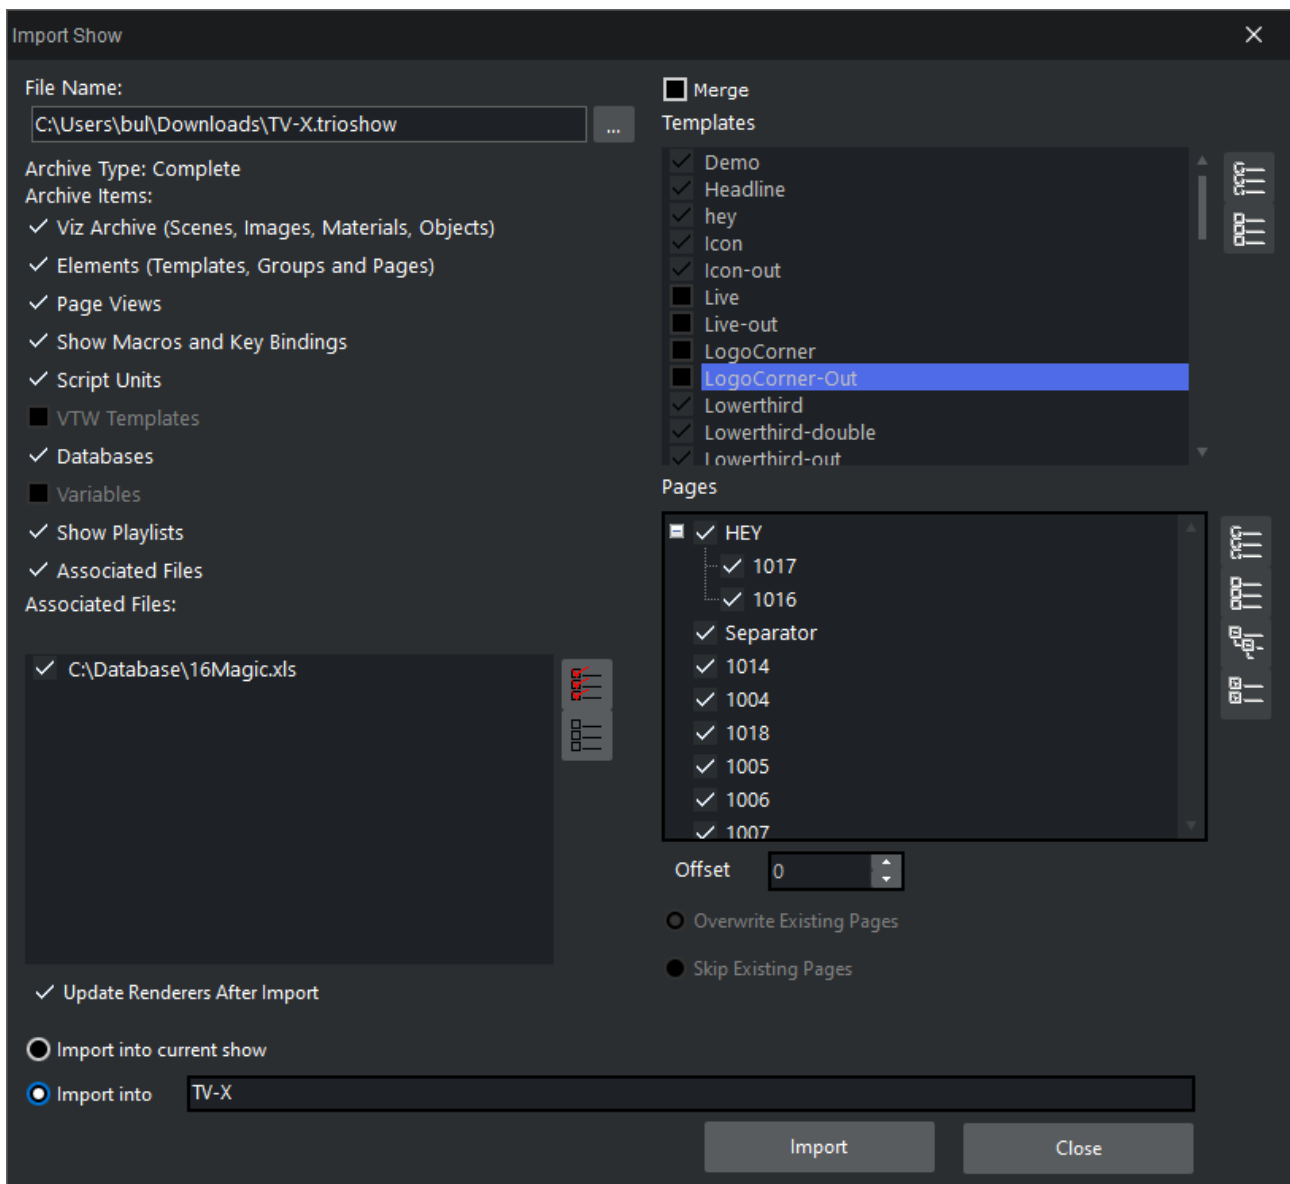 Import Show
File Name:
C:\Users\bul\Downloads\TV-X.trioshow
...
Archive Type: Complete
Archive Items:
Viz Archive (Scenes, Images, Materials, Objects)
Elements (Templates, Groups and Pages)
Page Views
Show Macros and Key Bindings
Script Units
VTW Templates
Databases
Variables
Show Playlists
Associated Files
Associated Files:
C:\Database\16Magic.xls
Update Renderers After Import
Import into current show
Import into
TV-X
Merge
Templates
Demo
Headline
hey
Icon
Icon-out
Live
Live-out
LogoCorner
LogoCorner-Out
Lowerthird
Lowerthird-double
Lowerthird-out
Pages
HEY
1017
1016
Separator
1014
1004
1018
1005
1006
1007
Offset
0
Overwrite Existing Pages
Skip Existing Pages
Import
Close